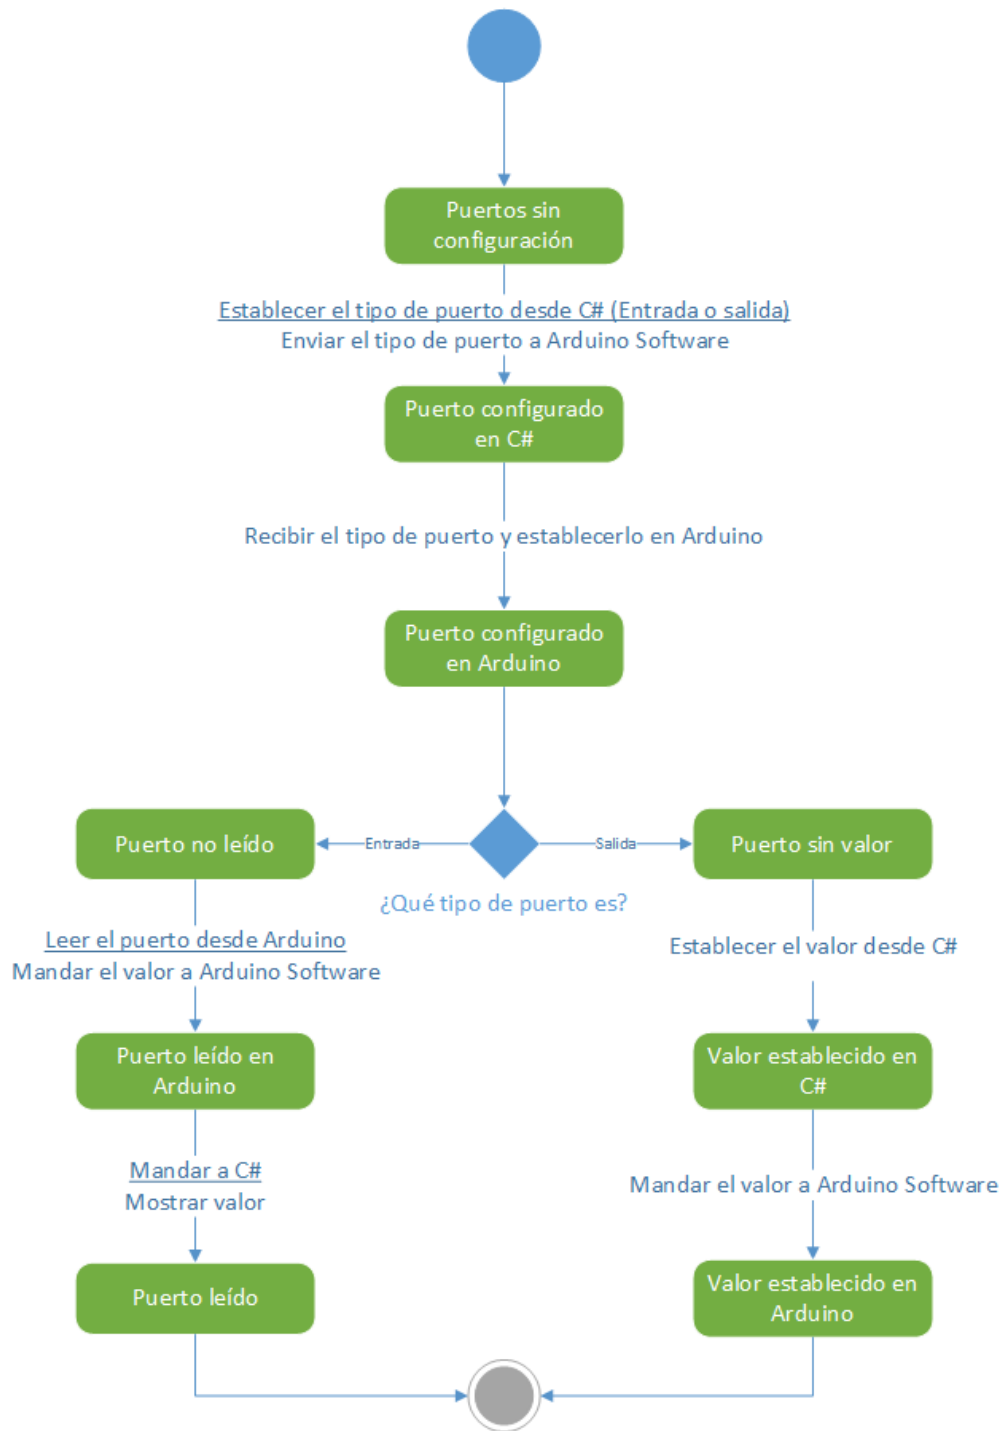 Puertos sin
configuración
Establecer el tipo de puerto desde C# (Entrada o salida)
Enviar el tipo de puerto a Arduino Software
Puerto configurado
en C#
Recibir el tipo de puerto y establecerlo en Arduino
Puerto configurado
en Arduino
Puerto no leído
Entrada
Salida
Puerto sin valor
¿Qué tipo de puerto es?
Leer el puerto desde Arduino
Mandar el valor a Arduino Software
Establecer el valor desde C#
Puerto leído en
Arduino
Valor establecido en
C#
Mandar a C#
Mostrar valor
Mandar el valor a Arduino Software
Puerto leído
Valor establecido en
Arduino